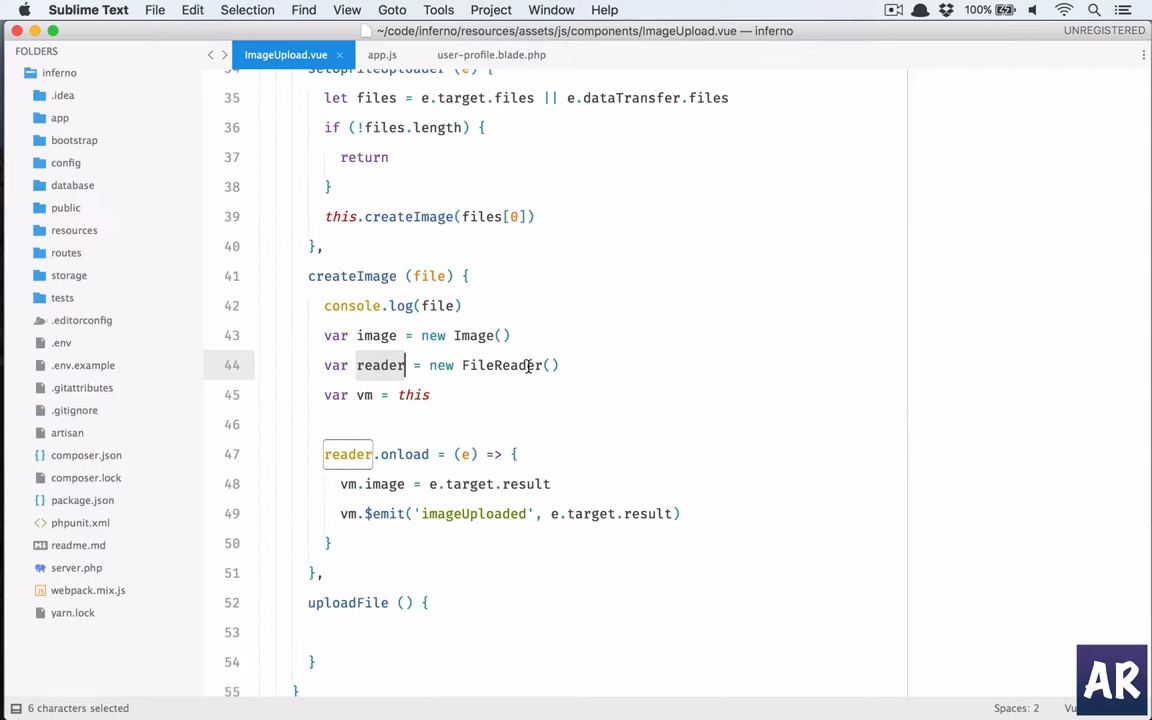 Sublime Text File Edit Selection Find View Goto Tools Project Window Help 100%
~/code/inferno/resources/assets/js/components/ImageUpload.vue — inferno UNREGISTERED
FOLDERS
inferno
.idea
app
bootstrap
config
database
public
resources
routes
storage
tests
.editorconfig
.env
.env.example
.gitattributes
.gitignore
artisan
composer.json
composer.lock
package.json
phpunit.xml
readme.md
server.php
webpack.mix.js
yarn.lock
ImageUpload.vue × app.js user-profile.blade.php
34 setupFileUploader (e) {
35 let files = e.target.files || e.dataTransfer.files
36 if (!files.length) {
37 return
38 }
39 this.createImage(files[0])
40 },
41 createImage (file) {
42 console.log(file)
43 var image = new Image()
44 var reader = new FileReader()
45 var vm = this
46
47 reader.onload = (e) => {
48 vm.image = e.target.result
49 vm.$emit('imageUploaded', e.target.result)
50 }
51 },
52 uploadFile () {
53
54 }
55 }
6 characters selected Spaces: 2
AR